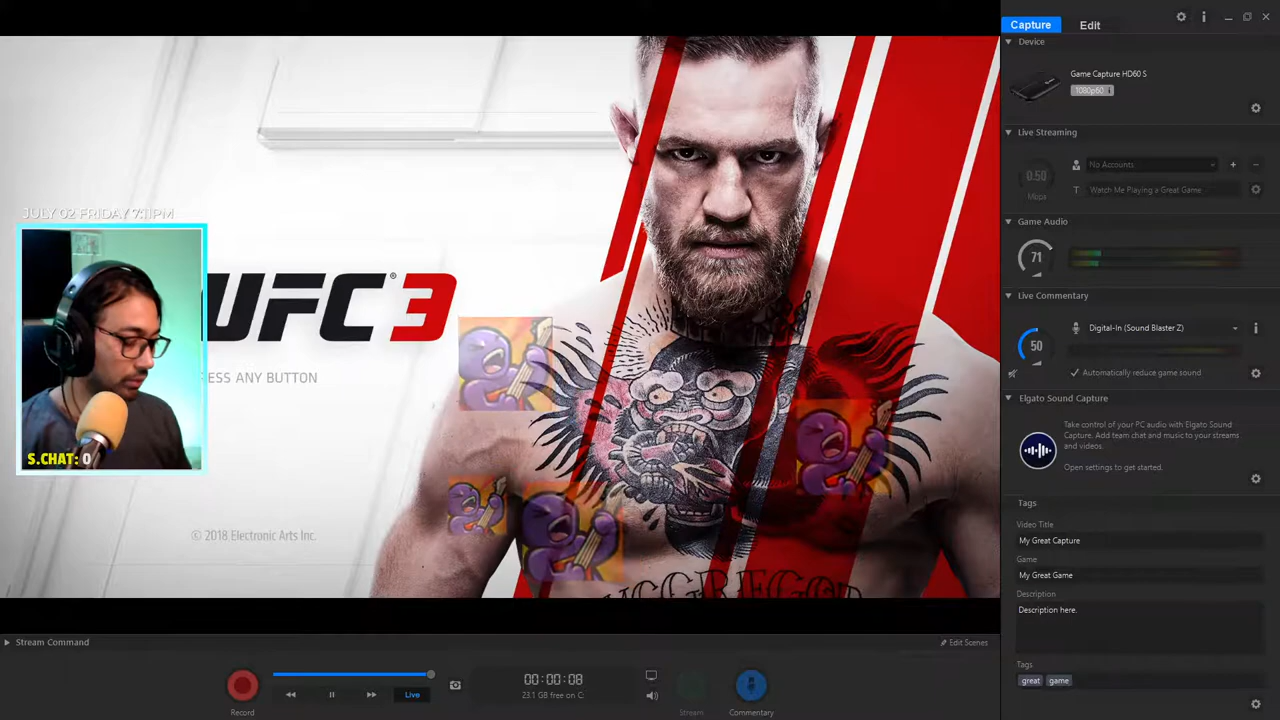 Capture
Edit
Device
Game Capture HD60 S
1080p60
Live Streaming
No Accounts
0.50
Mbps
T
Watch Me Playing a Great Game
Game Audio
71
Live Commentary
Digital-In (Sound Blaster Z)
50
Automatically reduce game sound
Elgato Sound Capture
Take control of your PC audio with Elgato Sound
Capture. Add team chat and music to your streams
and videos.
Open settings to get started.
Tags
Video Title
My Great Capture
Game
My Great Game
Description
Description here.
Tags
great game
JULY 02 FRIDAY 7:11PM
UFC® 3
RESS ANY BUTTON
S.CHAT: 0
© 2018 Electronic Arts Inc.
Stream Command
Edit Scenes
Record
Live
00:00:08
23.1 GB free on C:
Stream
Commentary